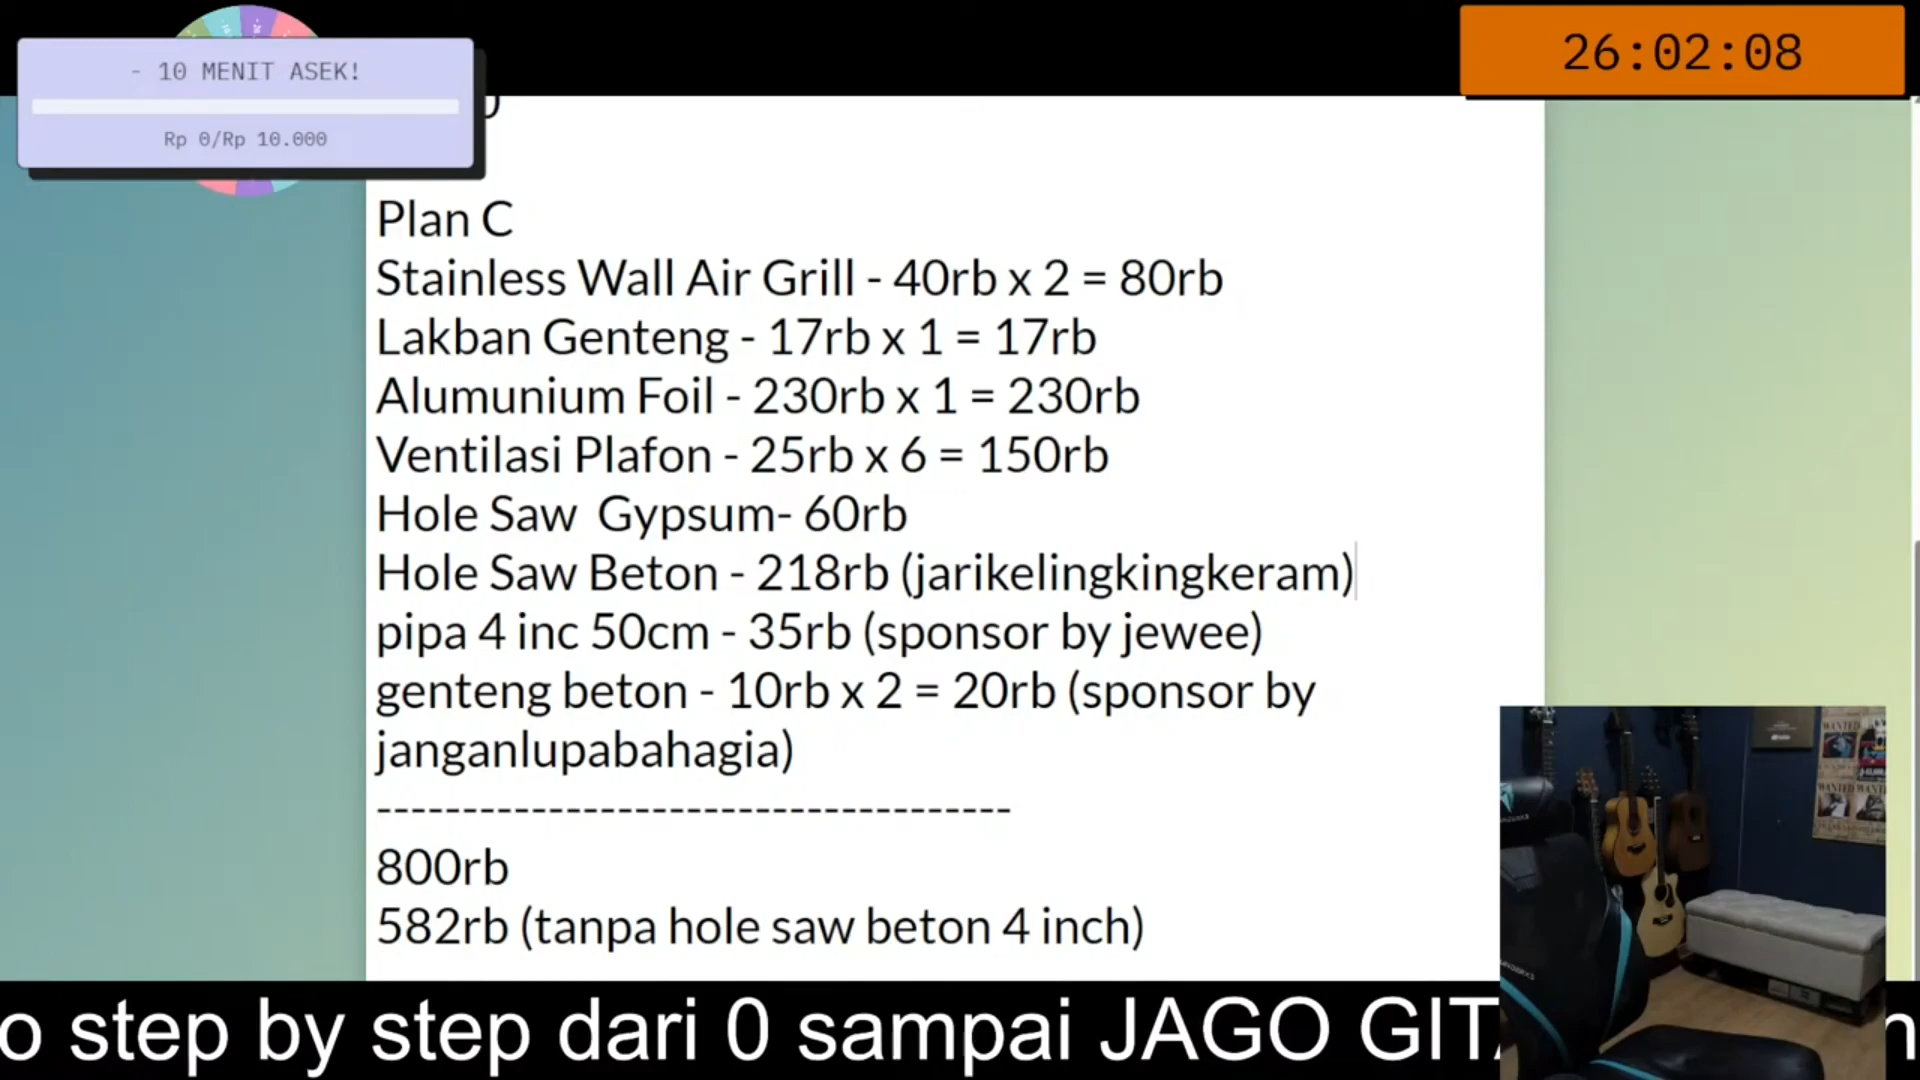 - 10 MENIT ASEK!
Rp 0/Rp 10.000
26:02:08
Plan C
Stainless Wall Air Grill - 40rb x 2 = 80rb
Lakban Genteng - 17rb x 1 = 17rb
Alumunium Foil - 230rb x 1 = 230rb
Ventilasi Plafon - 25rb x 6 = 150rb
Hole Saw  Gypsum- 60rb
Hole Saw Beton - 218rb (jarikelingkingkeram)
pipa 4 inc 50cm - 35rb (sponsor by jewee)
genteng beton - 10rb x 2 = 20rb (sponsor by
janganlupabahagia)
-------------------------------------
800rb
582rb (tanpa hole saw beton 4 inch)
WANTED
WANTED WANTED
o step by step dari 0 sampai JAGO GIT